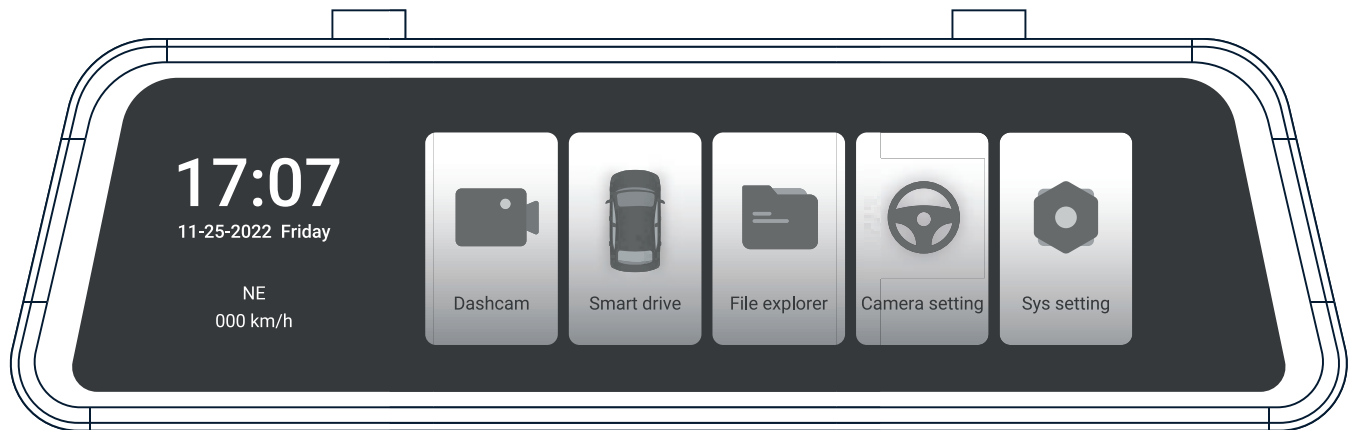 17:07
11-25-2022 Friday
NE
000 km/h
Dashcam
Smart drive
File explorer
Camera setting
Sys setting